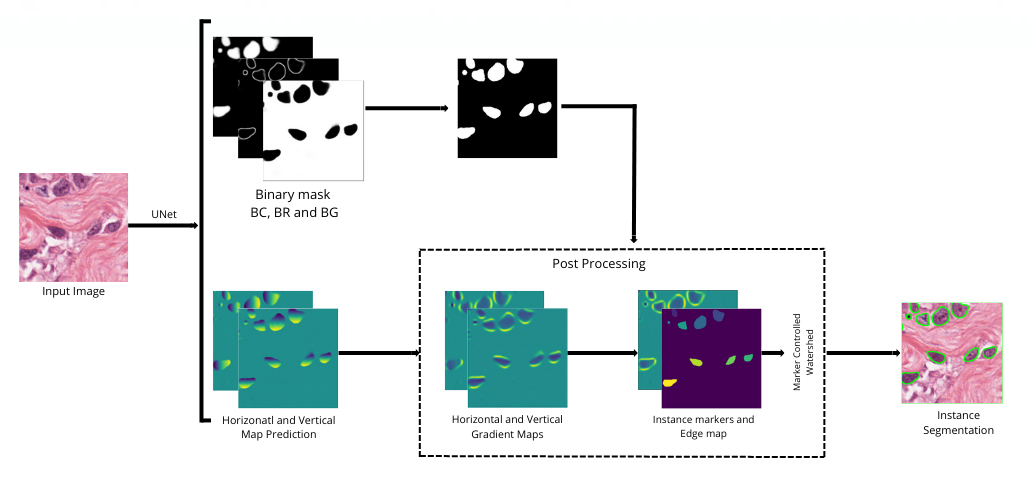 Binary mask
BC, BR and BG
UNet
Input Image
Post Processing
Horizonatl and Vertical
Map Prediction
Horizontal and Vertical
Gradient Maps
Instance markers and
Edge map
Marker Controlled
Watershed
Instance
Segmentation